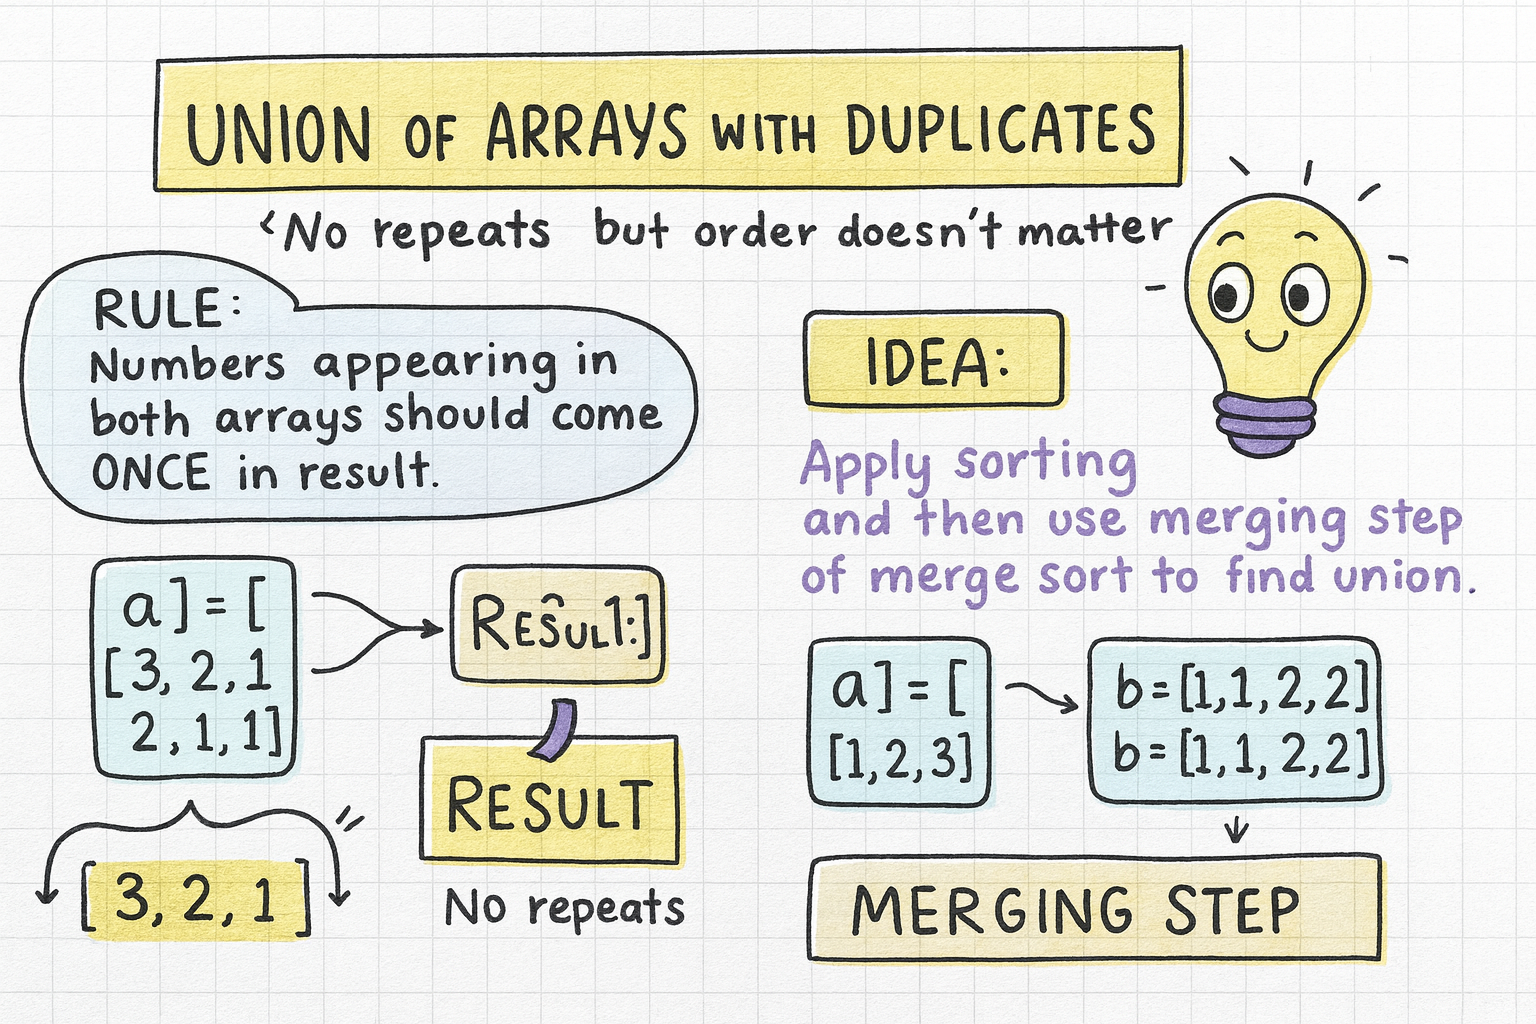 UNION OF ARRAYS WITH DUPLICATES
‘No repeats but order doesn't matter
RULE:
Numbers appearing in
both arrays should come
ONCE in result.
a ] = [
[ 3, 2, 1
2, 1, 1 ]
RESULT:]
[ 3, 2, 1 ]
RESULT
No repeats
IDEA:
Apply sorting
and then use merging step
of merge sort to find union.
a ] = [
[1, 2, 3]
b = [1, 1, 2, 2]
b = [1, 1, 2, 2]
MERGING STEP